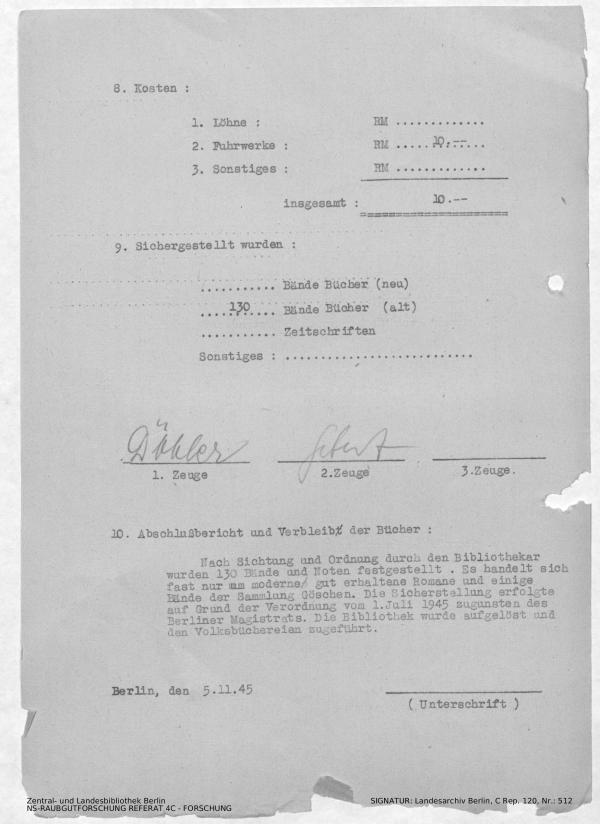 8. Kosten :
1. Löhne : RM .............
2. Fuhrwerke : RM .....10.--...
3. Sonstiges : RM .............
insgesamt : 10.--
9. Sichergestellt wurden :
........... Bände Bücher (neu)
....130.... Bände Bücher (alt)
........... Zeitschriften
Sonstiges : ...........................
Döhler
1. Zeuge 2.Zeuge 3.Zeuge.
10. Abschlußbericht und Verbleib der Bücher :
Nach Sichtung und Ordnung durch den Bibliothekar
wurden 130 Bände und Noten festgestellt . Es handelt sich
fast nur um moderne/ gut erhaltene Romane und einige
Bände der Sammlung Göschen. Die Sicherstellung erfolgte
auf Grund der Verordnung vom 1.Juli 1945 zugunsten des
Berliner Magistrats. Die Bibliothek wurde aufgelöst und
den Volksbüchereien zugeführt.
Berlin, den 5.11.45
( Unterschrift )
Zentral- und Landesbibliothek Berlin
NS-RAUBGUTFORSCHUNG REFERAT 4C - FORSCHUNG
SIGNATUR: Landesarchiv Berlin, C Rep. 120, Nr.: 512